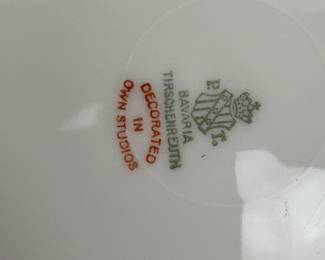 P.
T.
TIRSCHENREUTH
BAVARIA
DECORATED
IN
OWN STUDIOS